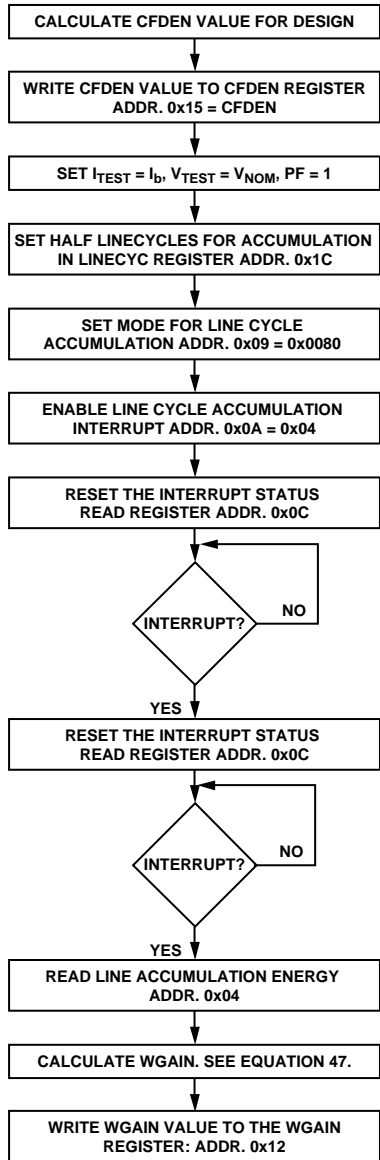 CALCULATE CFDEN VALUE FOR DESIGN
WRITE CFDEN VALUE TO CFDEN REGISTER
ADDR. 0x15 = CFDEN
SET I_TEST = I_b, V_TEST = V_NOM, PF = 1
SET HALF LINECYCLES FOR ACCUMULATION
IN LINECYC REGISTER ADDR. 0x1C
SET MODE FOR LINE CYCLE
ACCUMULATION ADDR. 0x09 = 0x0080
ENABLE LINE CYCLE ACCUMULATION
INTERRUPT ADDR. 0x0A = 0x04
RESET THE INTERRUPT STATUS
READ REGISTER ADDR. 0x0C
INTERRUPT?
NO
YES
RESET THE INTERRUPT STATUS
READ REGISTER ADDR. 0x0C
INTERRUPT?
NO
YES
READ LINE ACCUMULATION ENERGY
ADDR. 0x04
CALCULATE WGAIN. SEE EQUATION 47.
WRITE WGAIN VALUE TO THE WGAIN
REGISTER: ADDR. 0x12